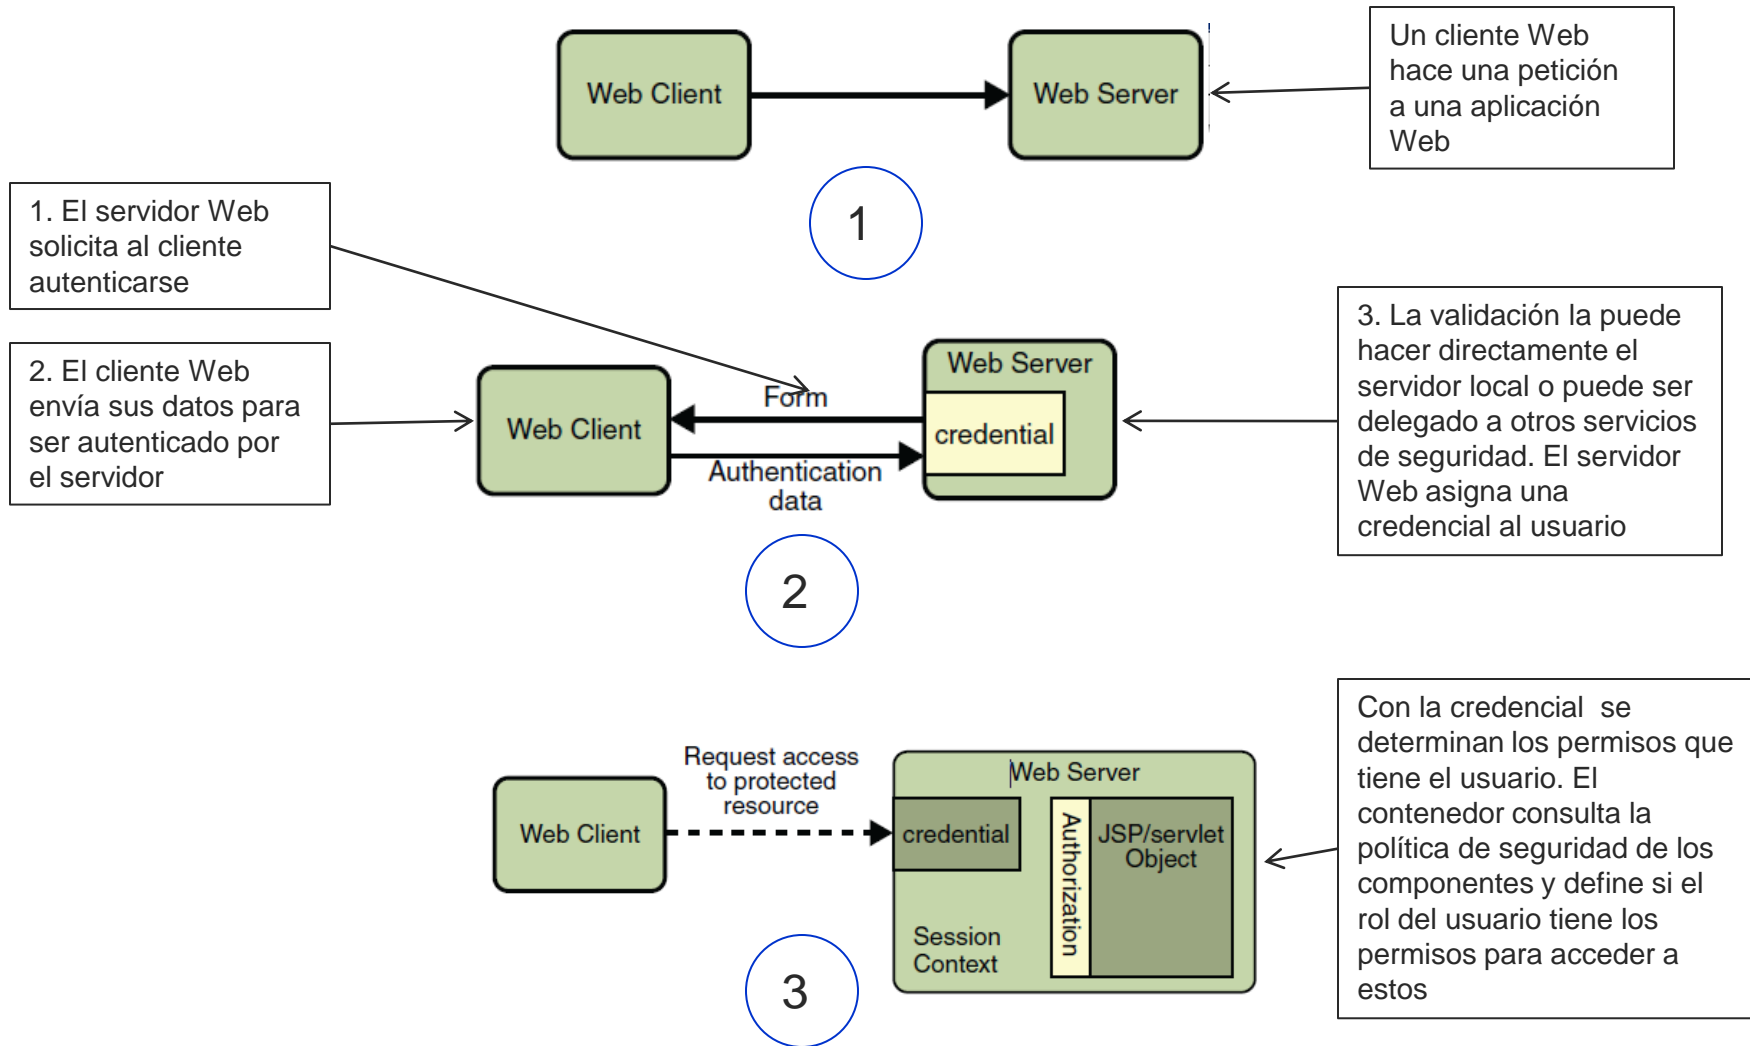 Web Client
Web Server
Un cliente Web
hace una petición
a una aplicación
Web
1
1. El servidor Web
solicita al cliente
autenticarse
2. El cliente Web
envía sus datos para
ser autenticado por
el servidor
Web Client
Form
Authentication
data
Web Server
credential
3. La validación la puede
hacer directamente el
servidor local o puede ser
delegado a otros servicios
de seguridad. El servidor
Web asigna una
credencial al usuario
2
Web Client
Request access
to protected
resource
Web Server
credential
Authorization
JSP/servlet
Object
Session
Context
Con la credencial  se
determinan los permisos que
tiene el usuario. El
contenedor consulta la
política de seguridad de los
componentes y define si el
rol del usuario tiene los
permisos para acceder a
estos
3